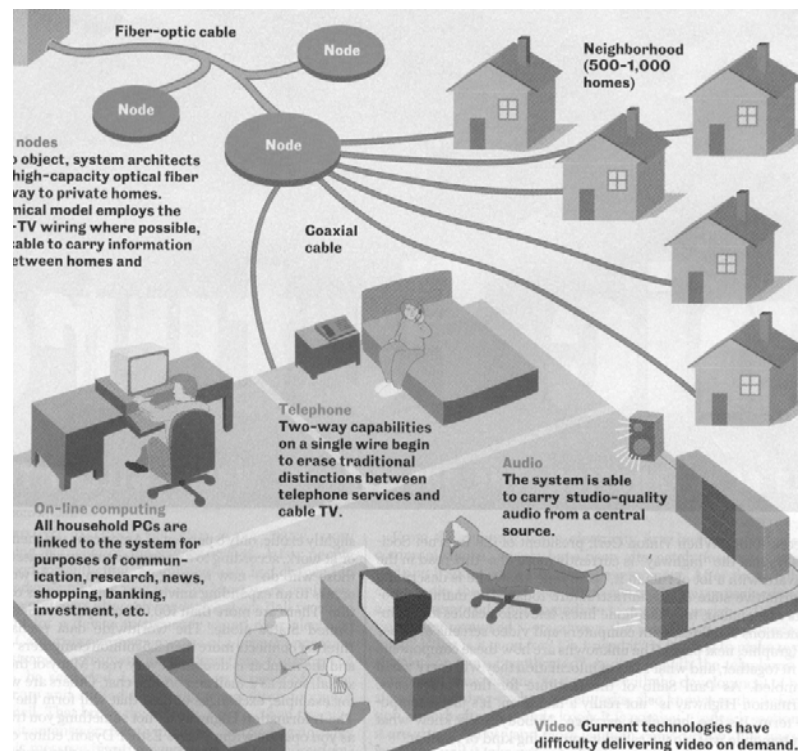 Fiber-optic cable
Node
Node
Node
Neighborhood
(500-1,000
homes)
nodes
object, system architects
high-capacity optical fiber
way to private homes.
mical model employs the
-TV wiring where possible,
cable to carry information
between homes and
Coaxial
cable
Telephone
Two-way capabilities
on a single wire begin
to erase traditional
distinctions between
telephone services and
cable TV.
Audio
The system is able
to carry studio-quality
audio from a central
source.
On-line computing
All household PCs are
linked to the system for
purposes of commun-
ication, research, news,
shopping, banking,
investment, etc.
Video Current technologies have
difficulty delivering video on demand